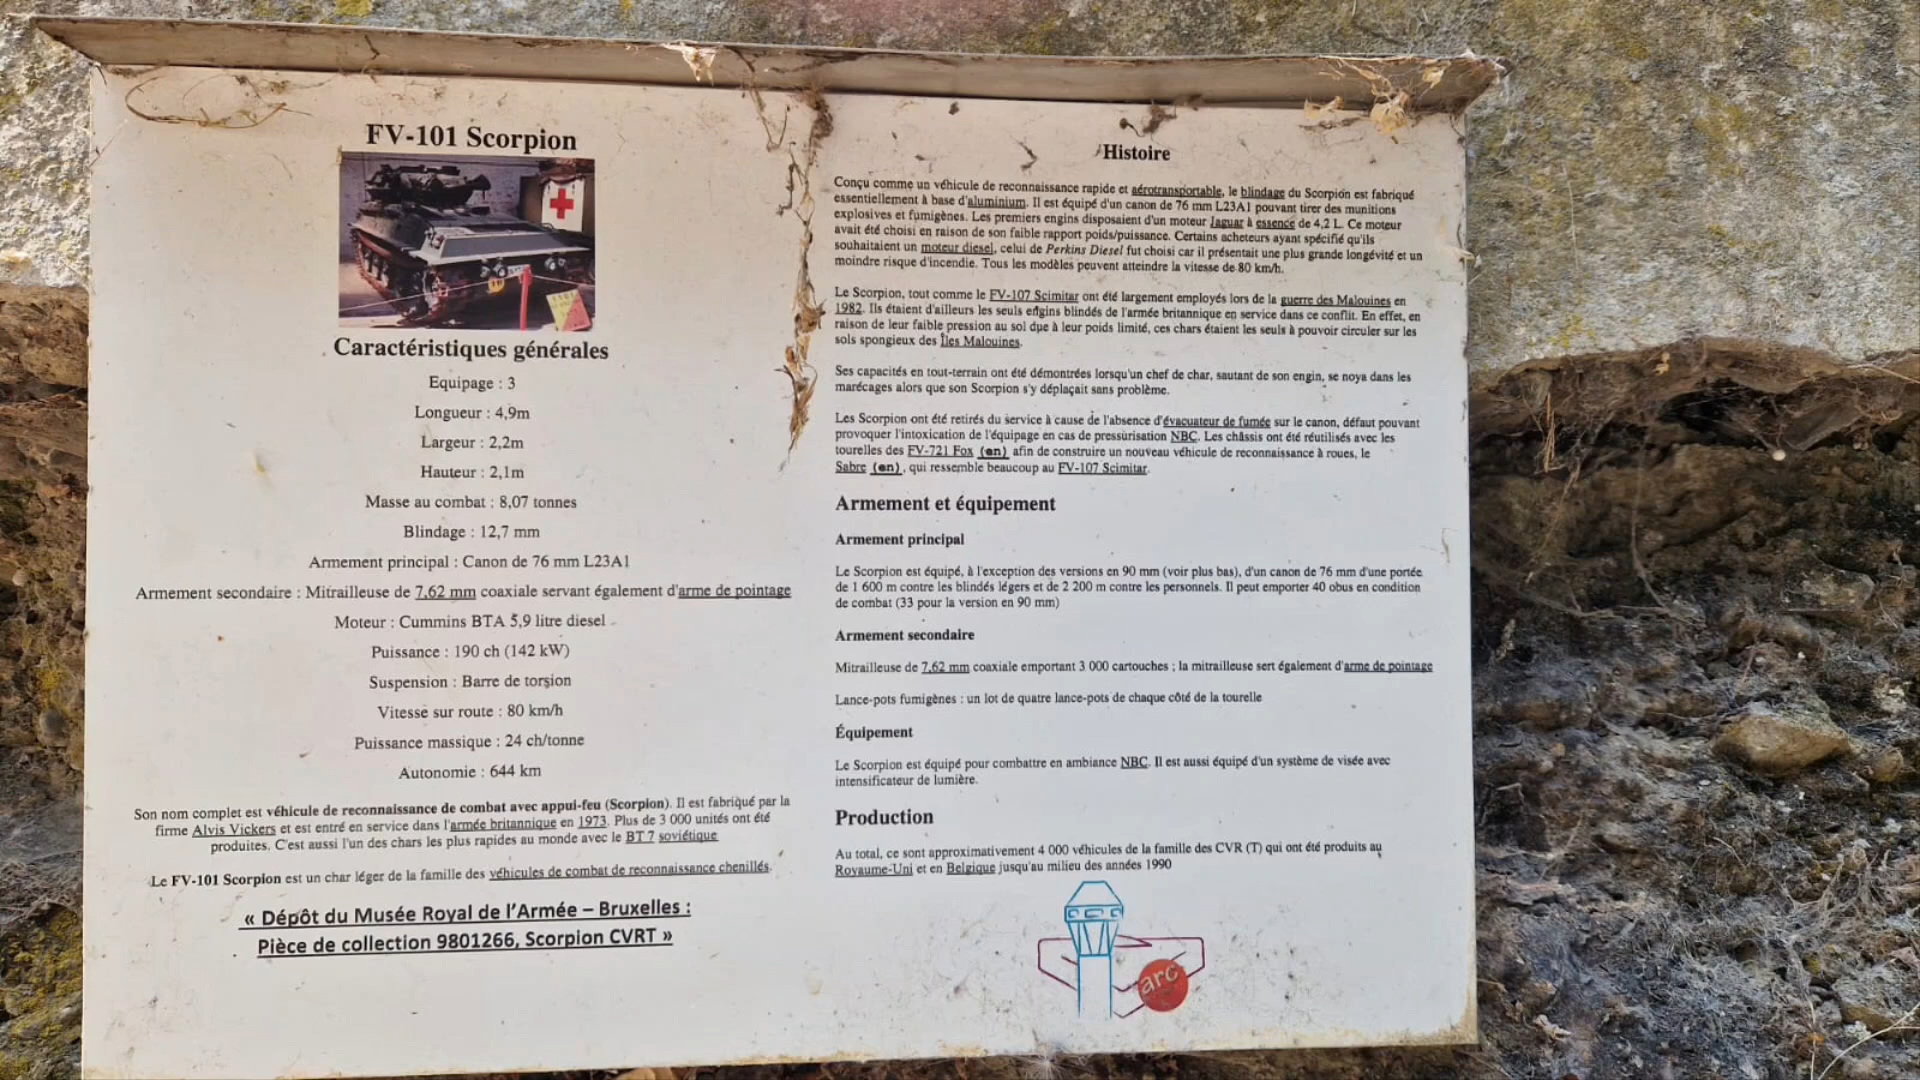 FV-101 Scorpion
Caractéristiques générales
Equipage : 3
Longueur : 4,9m
Largeur : 2,2m
Hauteur : 2,1m
Masse au combat : 8,07 tonnes
Blindage : 12,7 mm
Armement principal : Canon de 76 mm L23A1
Armement secondaire : Mitrailleuse de 7,62 mm coaxiale servant également d'arme de pointage
Moteur : Cummins BTA 5,9 litre diesel
Puissance : 190 ch (142 kW)
Suspension : Barre de torsion
Vitesse sur route : 80 km/h
Puissance massique : 24 ch/tonne
Autonomie : 644 km
Son nom complet est véhicule de reconnaissance de combat avec appui-feu (Scorpion). Il est fabriqué par la
firme Alvis Vickers et est entré en service dans l'armée britannique en 1973. Plus de 3 000 unités ont été
produites. C'est aussi l'un des chars les plus rapides au monde avec le BT 7 soviétique
Le FV-101 Scorpion est un char léger de la famille des véhicules de combat de reconnaissance chenillés.
« Dépôt du Musée Royal de l'Armée – Bruxelles :
Pièce de collection 9801266, Scorpion CVRT »
Histoire
Conçu comme un véhicule de reconnaissance rapide et aérotransportable, le blindage du Scorpion est fabriqué
essentiellement à base d'aluminium. Il est équipé d'un canon de 76 mm L23A1 pouvant tirer des munitions
explosives et fumigènes. Les premiers engins disposaient d'un moteur Jaguar à essence de 4,2 L. Ce moteur
avait été choisi en raison de son faible rapport poids/puissance. Certains acheteurs ayant spécifié qu'ils
souhaitaient un moteur diesel, celui de Perkins Diesel fut choisi car il présentait une plus grande longévité et un
moindre risque d'incendie. Tous les modèles peuvent atteindre la vitesse de 80 km/h.
Le Scorpion, tout comme le FV-107 Scimitar ont été largement employés lors de la guerre des Malouines en
1982. Ils étaient d'ailleurs les seuls engins blindés de l'armée britannique en service dans ce conflit. En effet, en
raison de leur faible pression au sol due à leur poids limité, ces chars étaient les seuls à pouvoir circuler sur les
sols spongieux des Îles Malouines.
Ses capacités en tout-terrain ont été démontrées lorsqu'un chef de char, sautant de son engin, se noya dans les
marécages alors que son Scorpion s'y déplaçait sans problème.
Les Scorpion ont été retirés du service à cause de l'absence d'évacuateur de fumée sur le canon, défaut pouvant
provoquer l'intoxication de l'équipage en cas de pressurisation NBC. Les châssis ont été réutilisés avec les
tourelles des FV-721 Fox (en) afin de construire un nouveau véhicule de reconnaissance à roues, le
Sabre (en), qui ressemble beaucoup au FV-107 Scimitar.
Armement et équipement
Armement principal
Le Scorpion est équipé, à l'exception des versions en 90 mm (voir plus bas), d'un canon de 76 mm d'une portée
de 1 600 m contre les blindés légers et de 2 200 m contre les personnels. Il peut emporter 40 obus en condition
de combat (33 pour la version en 90 mm)
Armement secondaire
Mitrailleuse de 7,62 mm coaxiale emportant 3 000 cartouches ; la mitrailleuse sert également d'arme de pointage
Lance-pots fumigènes : un lot de quatre lance-pots de chaque côté de la tourelle
Équipement
Le Scorpion est équipé pour combattre en ambiance NBC. Il est aussi équipé d'un système de visée avec
intensificateur de lumière.
Production
Au total, ce sont approximativement 4 000 véhicules de la famille des CVR (T) qui ont été produits au
Royaume-Uni et en Belgique jusqu'au milieu des années 1990
arc